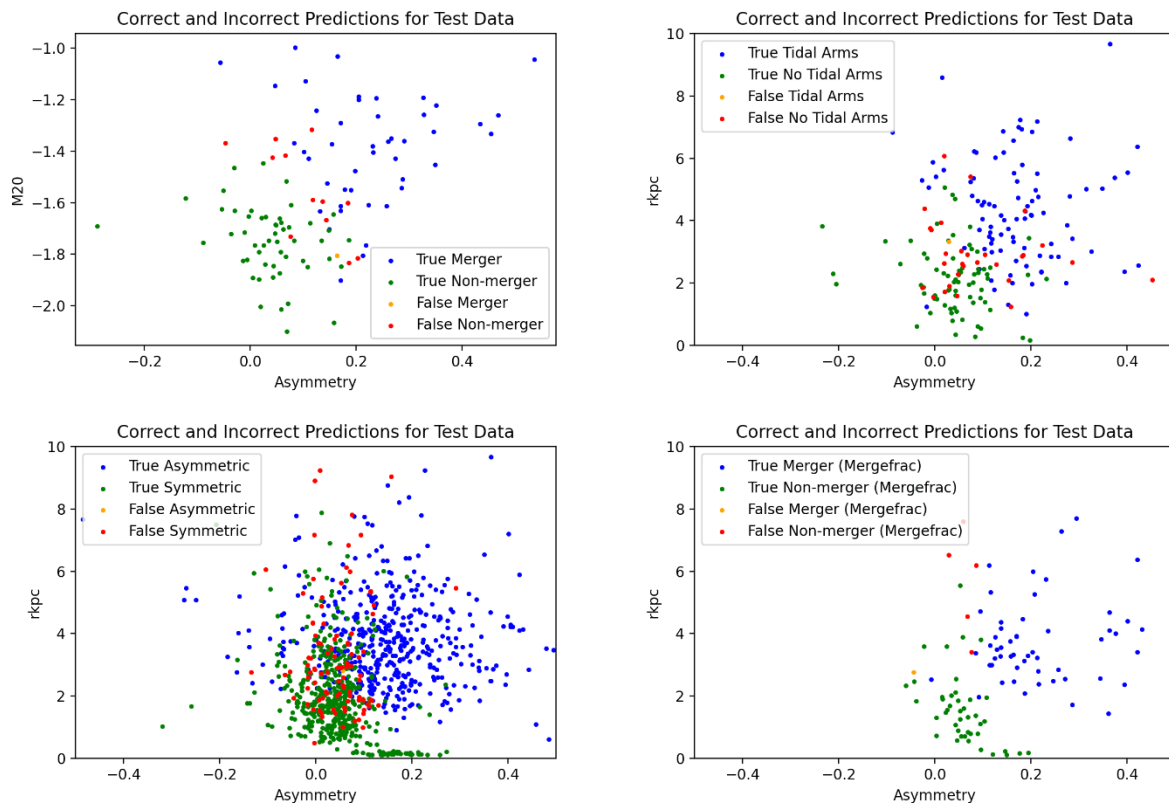 Correct and Incorrect Predictions for Test Data
M20
−1.0
−1.2
−1.4
−1.6
−1.8
−2.0
True Merger
True Non-merger
False Merger
False Non-merger
−0.2
0.0
0.2
0.4
Asymmetry
Correct and Incorrect Predictions for Test Data
rkpc
10
8
6
4
2
0
True Tidal Arms
True No Tidal Arms
False Tidal Arms
False No Tidal Arms
−0.4
−0.2
0.0
0.2
0.4
Asymmetry
Correct and Incorrect Predictions for Test Data
rkpc
10
8
6
4
2
0
True Asymmetric
True Symmetric
False Asymmetric
False Symmetric
−0.4
−0.2
0.0
0.2
0.4
Asymmetry
Correct and Incorrect Predictions for Test Data
rkpc
10
8
6
4
2
0
True Merger (Mergefrac)
True Non-merger (Mergefrac)
False Merger (Mergefrac)
False Non-merger (Mergefrac)
−0.4
−0.2
0.0
0.2
0.4
Asymmetry